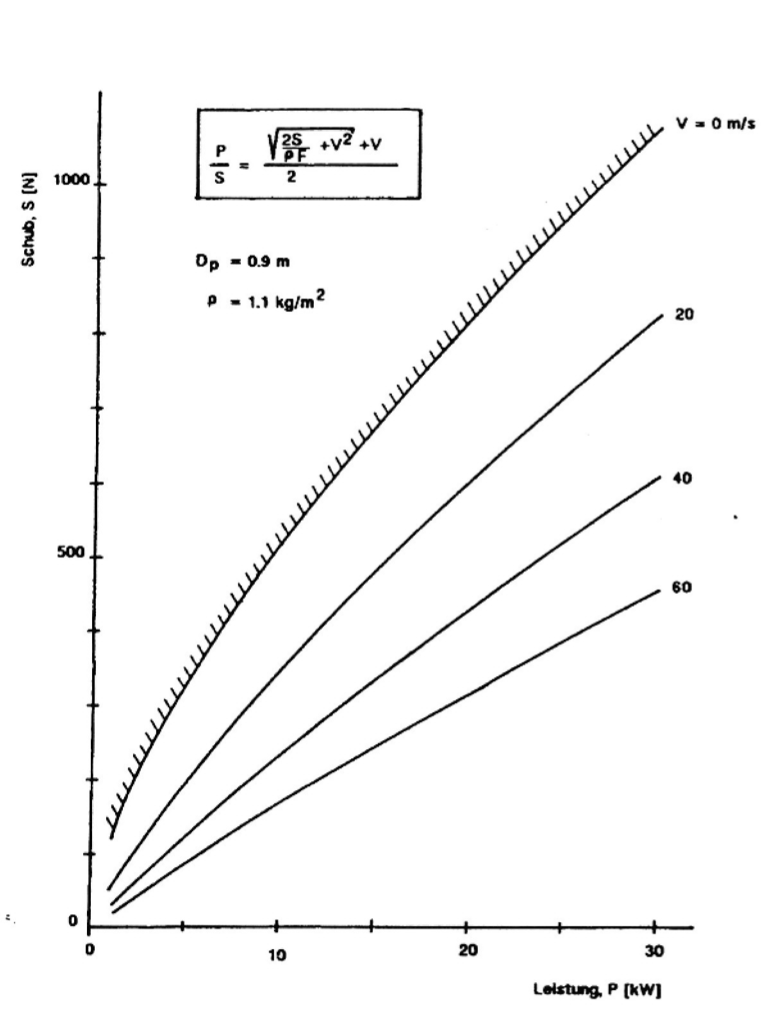 V = 0 m/s
P/S = (√(2S/ρF + V²) + V)/2
1000
Schub, S [N]
Dp = 0.9 m
ρ = 1.1 kg/m²
20
40
500
60
0
0 10 20 30
Leistung, P [kW]